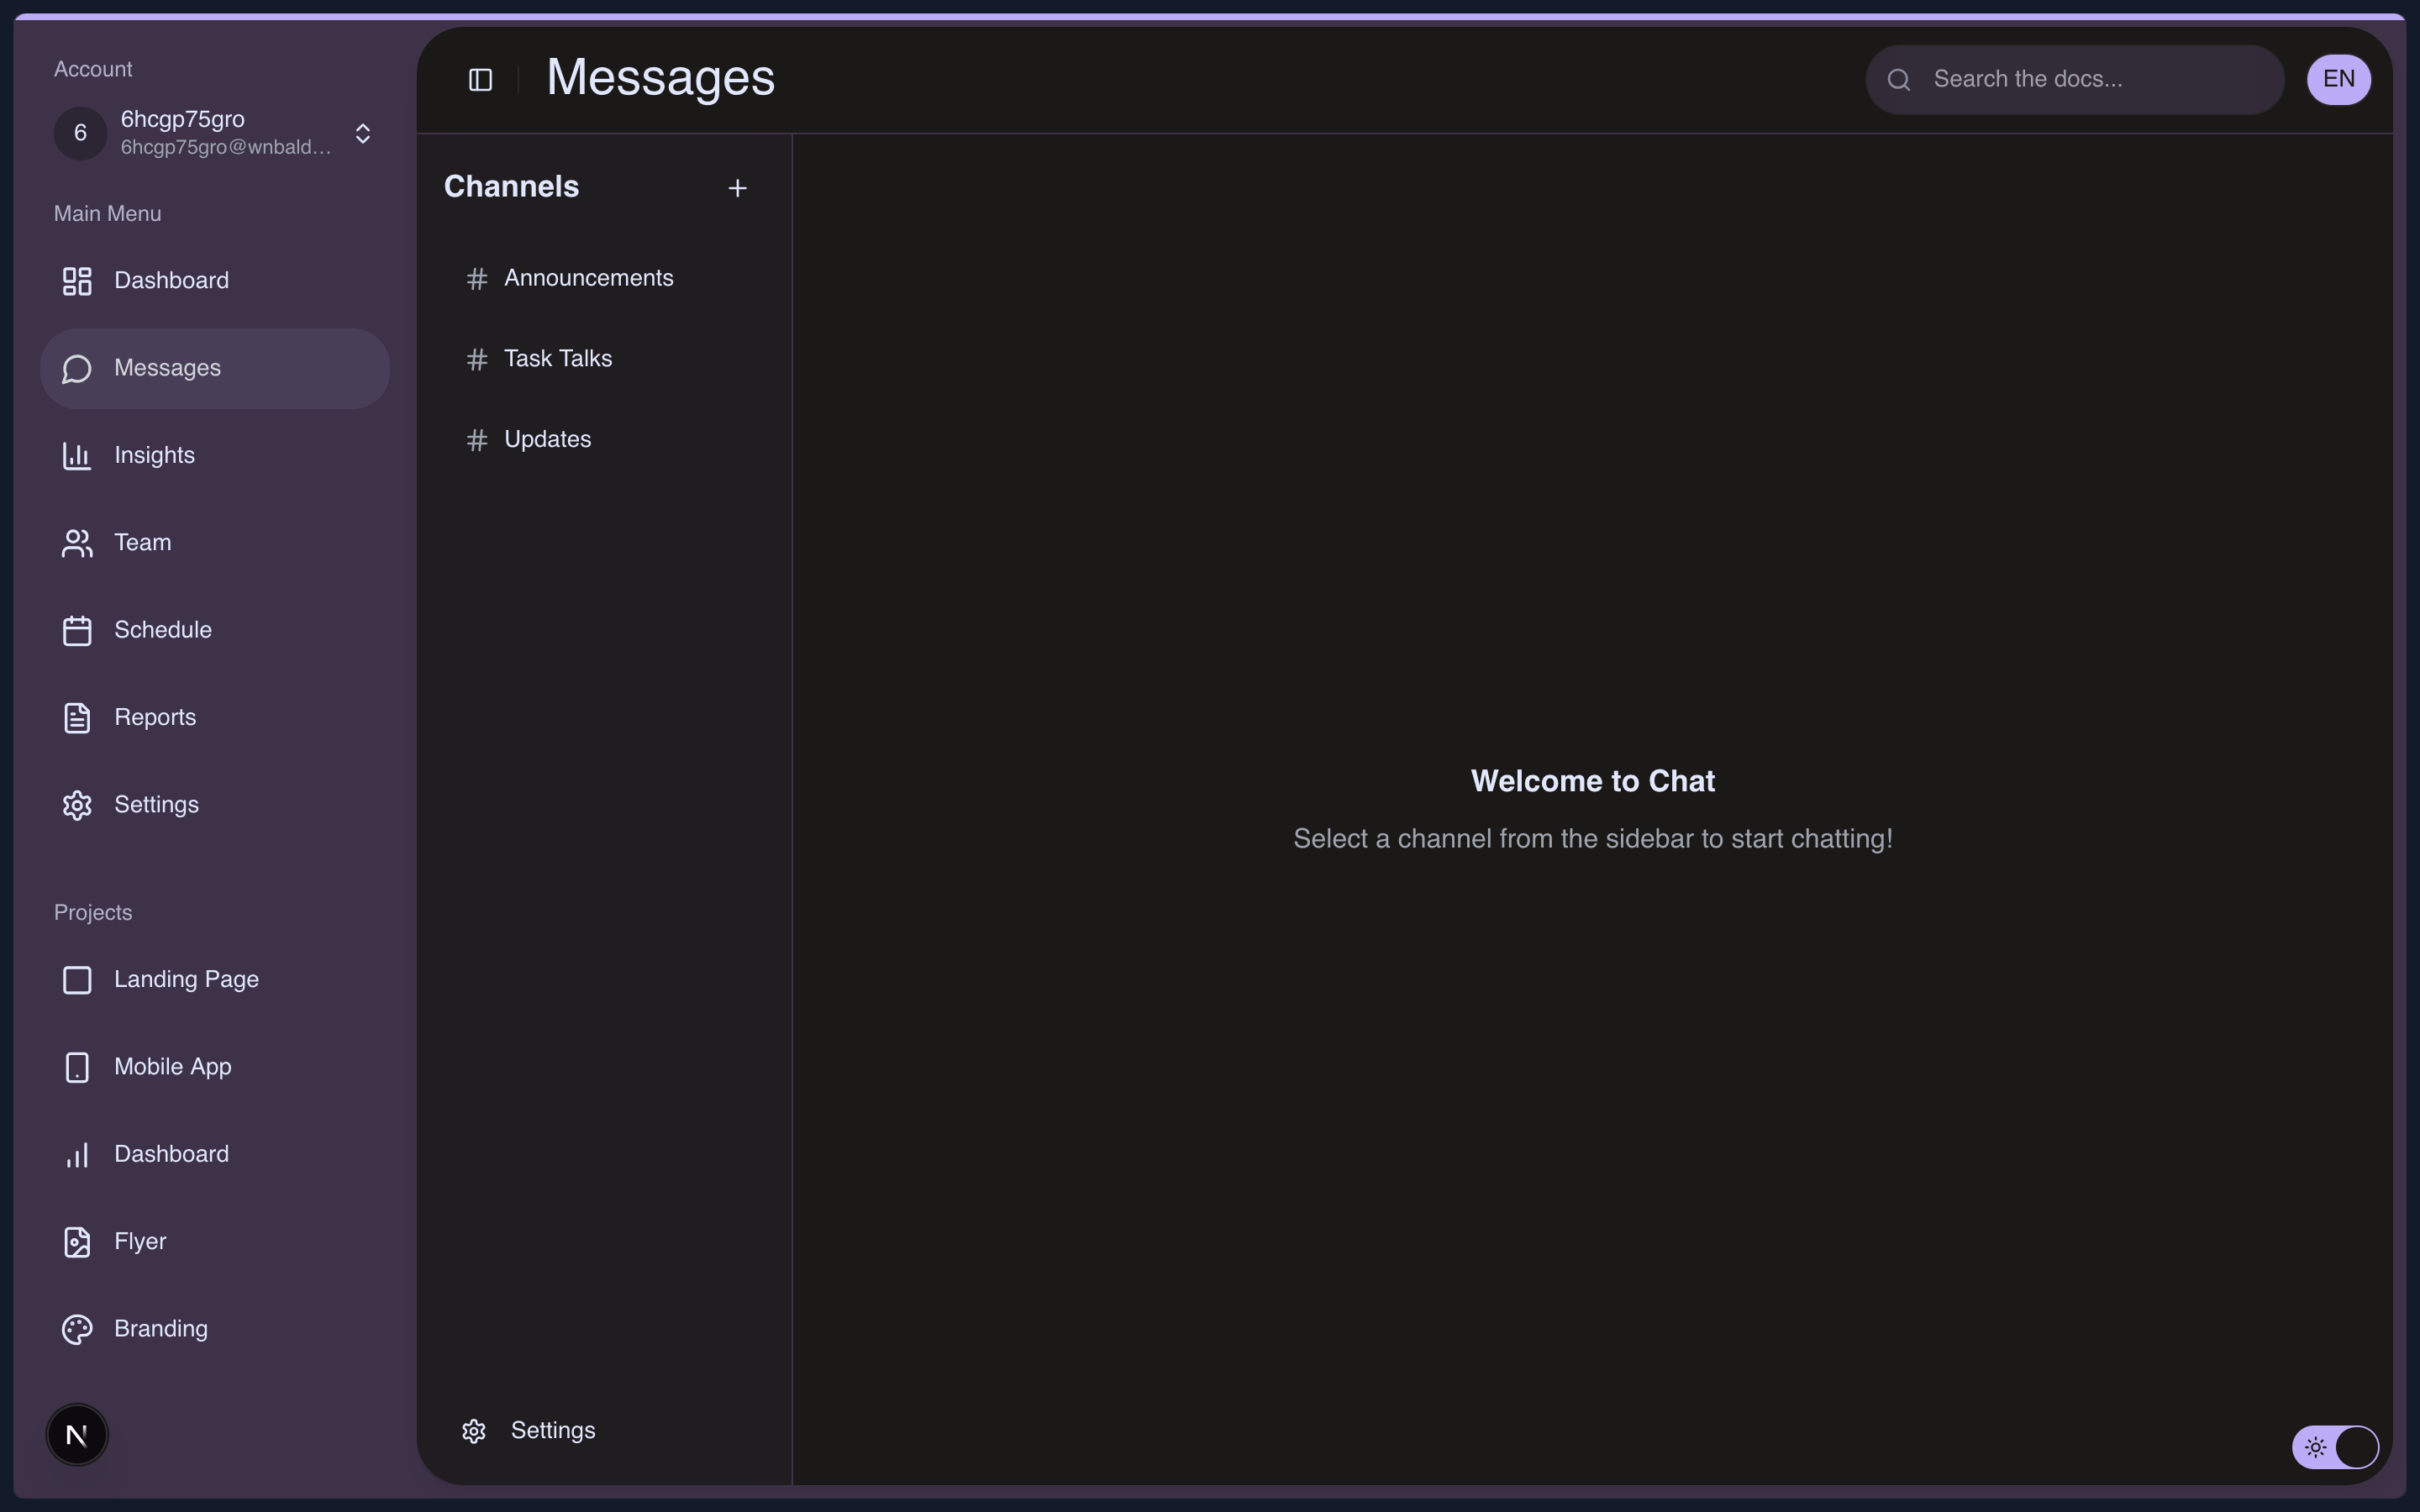 Account
6
6hcgp75gro
6hcgp75gro@wnbald...
Main Menu
Dashboard
Messages
Insights
Team
Schedule
Reports
Settings
Projects
Landing Page
Mobile App
Dashboard
Flyer
Branding
N
Messages
Search the docs...
EN
Channels
# Announcements
# Task Talks
# Updates
Settings
Welcome to Chat
Select a channel from the sidebar to start chatting!